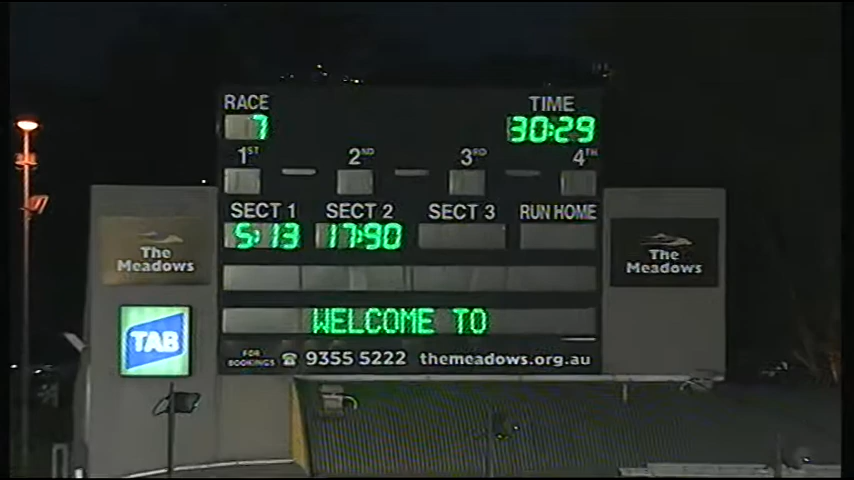 RACE TIME
7 30:29
1ST 2ND 3RD 4TH
SECT 1 SECT 2 SECT 3 RUN HOME
5:13 17:90
The Meadows
The Meadows
WELCOME TO
TAB
FOR BOOKINGS ☎ 9355 5222 themeadows.org.au